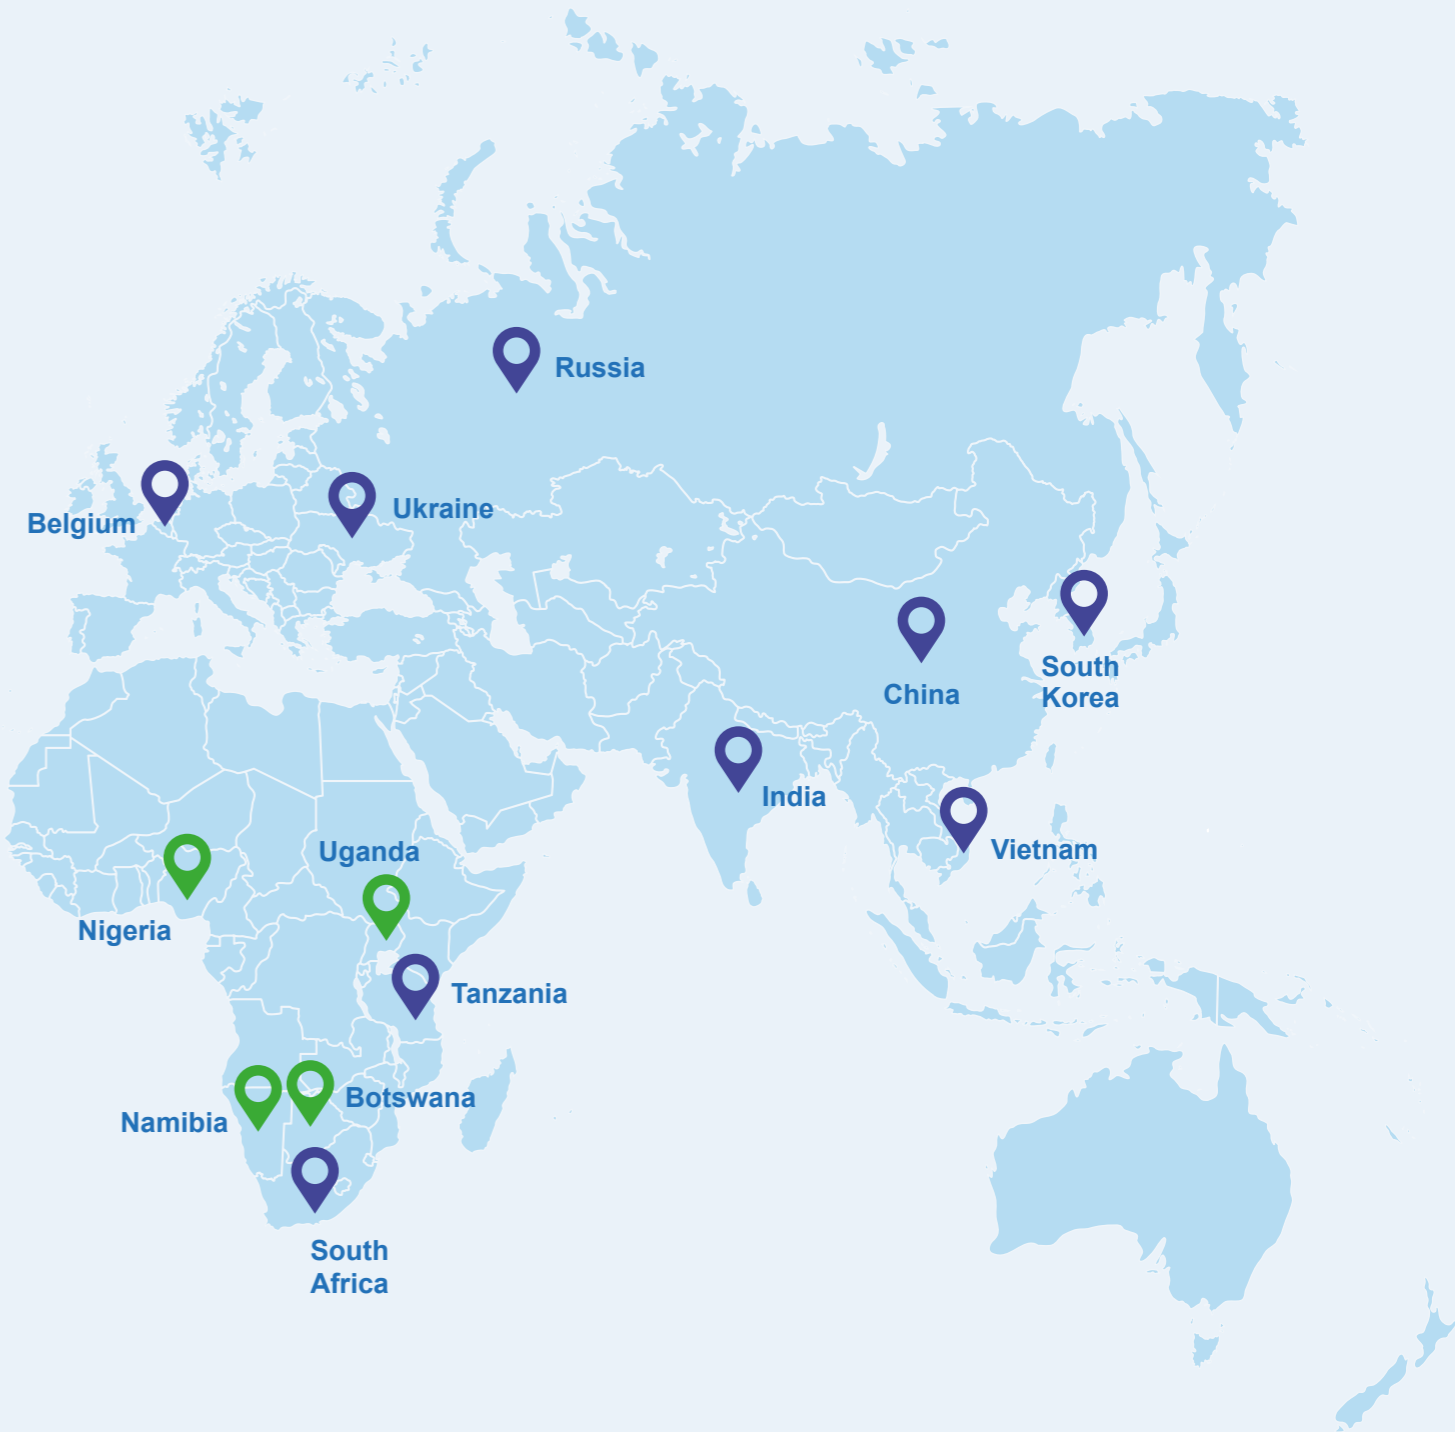 Russia
Belgium
Ukraine
South
Korea
China
India
Vietnam
Uganda
Nigeria
Tanzania
Botswana
Namibia
South
Africa